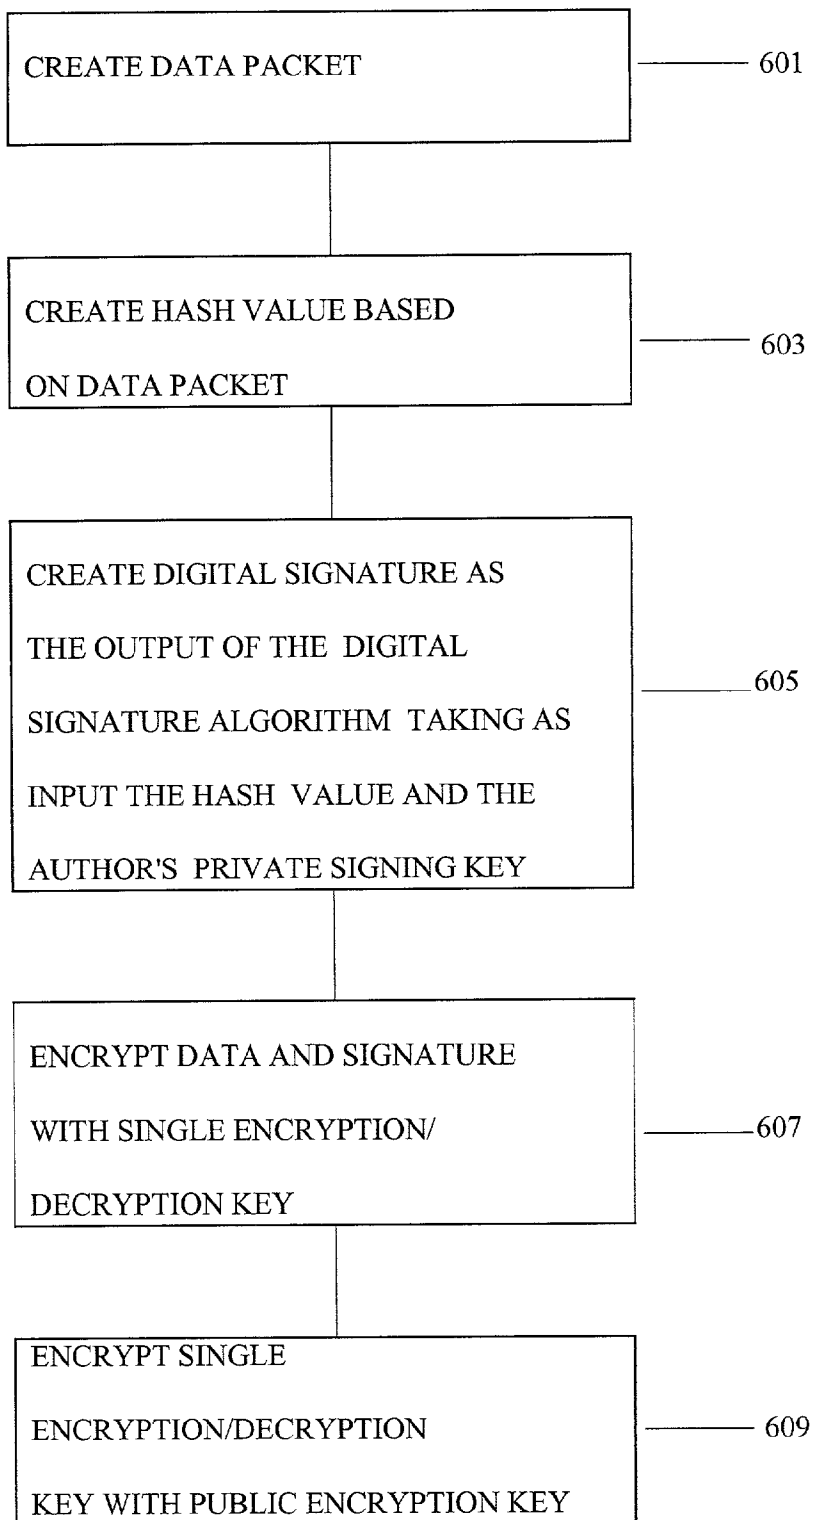 CREATE DATA PACKET
601
CREATE HASH VALUE BASED
ON DATA PACKET
603
CREATE DIGITAL SIGNATURE AS
THE OUTPUT OF THE DIGITAL
SIGNATURE ALGORITHM TAKING AS
INPUT THE HASH VALUE AND THE
AUTHOR'S PRIVATE SIGNING KEY
605
ENCRYPT DATA AND SIGNATURE
WITH SINGLE ENCRYPTION/
DECRYPTION KEY
607
ENCRYPT SINGLE
ENCRYPTION/DECRYPTION
KEY WITH PUBLIC ENCRYPTION KEY
609